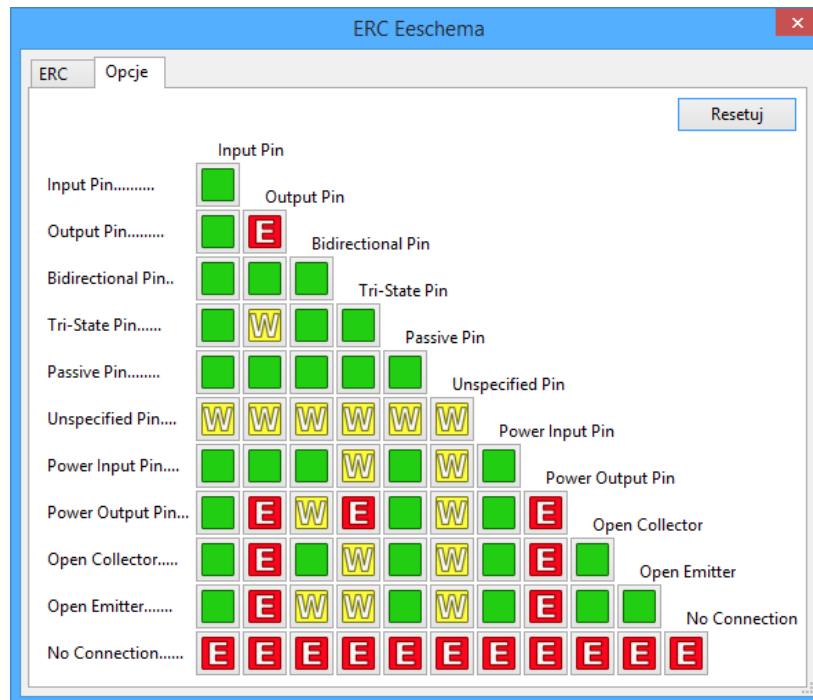 ERC Eeschema
ERC Opcje
Resetuj
Input Pin
Input Pin..........
Output Pin
Output Pin.........
E
Bidirectional Pin
Bidirectional Pin..
Tri-State Pin
Tri-State Pin......
W
Passive Pin
Passive Pin........
Unspecified Pin
Unspecified Pin....
W W W W W W
Power Input Pin
Power Input Pin....
W W
Power Output Pin
Power Output Pin...
E W E W E
Open Collector
Open Collector.....
E W W E
Open Emitter
Open Emitter.......
E W W W E
No Connection
No Connection......
E E E E E E E E E E E